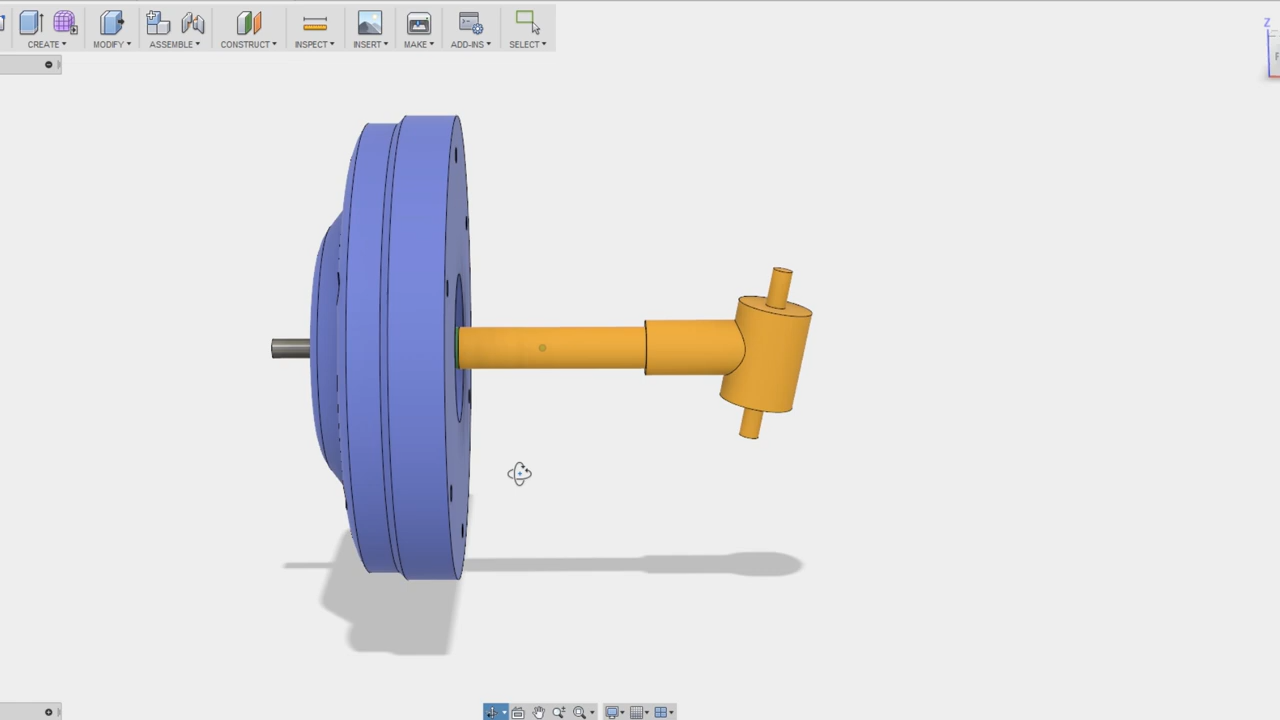 CREATE▾ MODIFY▾ ASSEMBLE▾ CONSTRUCT▾ INSPECT▾ INSERT▾ MAKE▾ ADD-INS▾ SELECT▾
Z
F